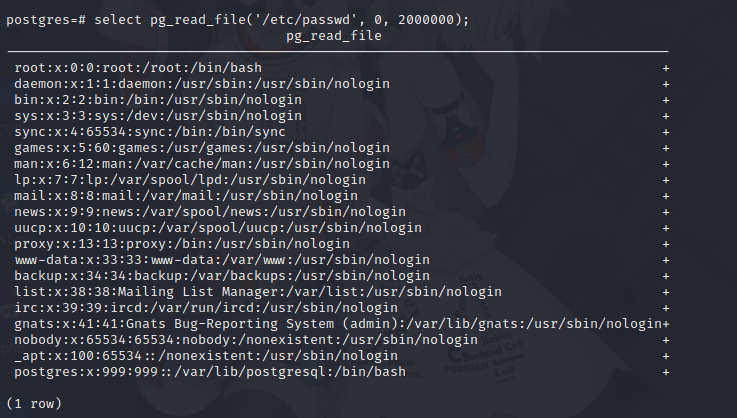 postgres=# select pg_read_file('/etc/passwd', 0, 2000000);
pg_read_file
root:x:0:0:root:/root:/bin/bash +
daemon:x:1:1:daemon:/usr/sbin:/usr/sbin/nologin +
bin:x:2:2:bin:/bin:/usr/sbin/nologin +
sys:x:3:3:sys:/dev:/usr/sbin/nologin +
sync:x:4:65534:sync:/bin:/bin/sync +
games:x:5:60:games:/usr/games:/usr/sbin/nologin +
man:x:6:12:man:/var/cache/man:/usr/sbin/nologin +
lp:x:7:7:lp:/var/spool/lpd:/usr/sbin/nologin +
mail:x:8:8:mail:/var/mail:/usr/sbin/nologin +
news:x:9:9:news:/var/spool/news:/usr/sbin/nologin +
uucp:x:10:10:uucp:/var/spool/uucp:/usr/sbin/nologin +
proxy:x:13:13:proxy:/bin:/usr/sbin/nologin +
www-data:x:33:33:www-data:/var/www:/usr/sbin/nologin +
backup:x:34:34:backup:/var/backups:/usr/sbin/nologin +
list:x:38:38:Mailing List Manager:/var/list:/usr/sbin/nologin +
irc:x:39:39:ircd:/var/run/ircd:/usr/sbin/nologin +
gnats:x:41:41:Gnats Bug-Reporting System (admin):/var/lib/gnats:/usr/sbin/nologin+
nobody:x:65534:65534:nobody:/nonexistent:/usr/sbin/nologin +
_apt:x:100:65534::/nonexistent:/usr/sbin/nologin +
postgres:x:999:999::/var/lib/postgresql:/bin/bash +
(1 row)